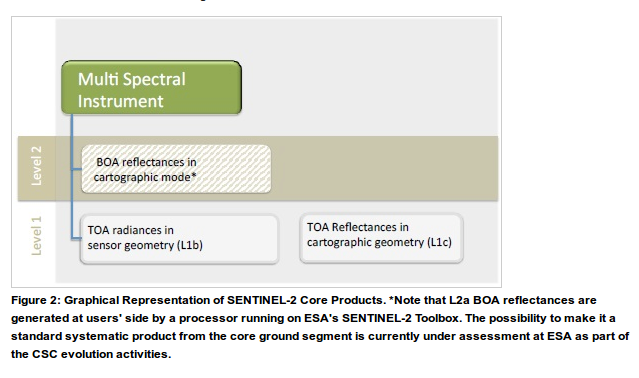 Multi Spectral
Instrument
Level 2
BOA reflectances in
cartographic mode*
Level 1
TOA radiances in
sensor geometry (L1b)
TOA Reflectances in
cartographic geometry (L1c)
Figure 2: Graphical Representation of SENTINEL-2 Core Products. *Note that L2a BOA reflectances are
generated at users' side by a processor running on ESA's SENTINEL-2 Toolbox. The possibility to make it a
standard systematic product from the core ground segment is currently under assessment at ESA as part of
the CSC evolution activities.